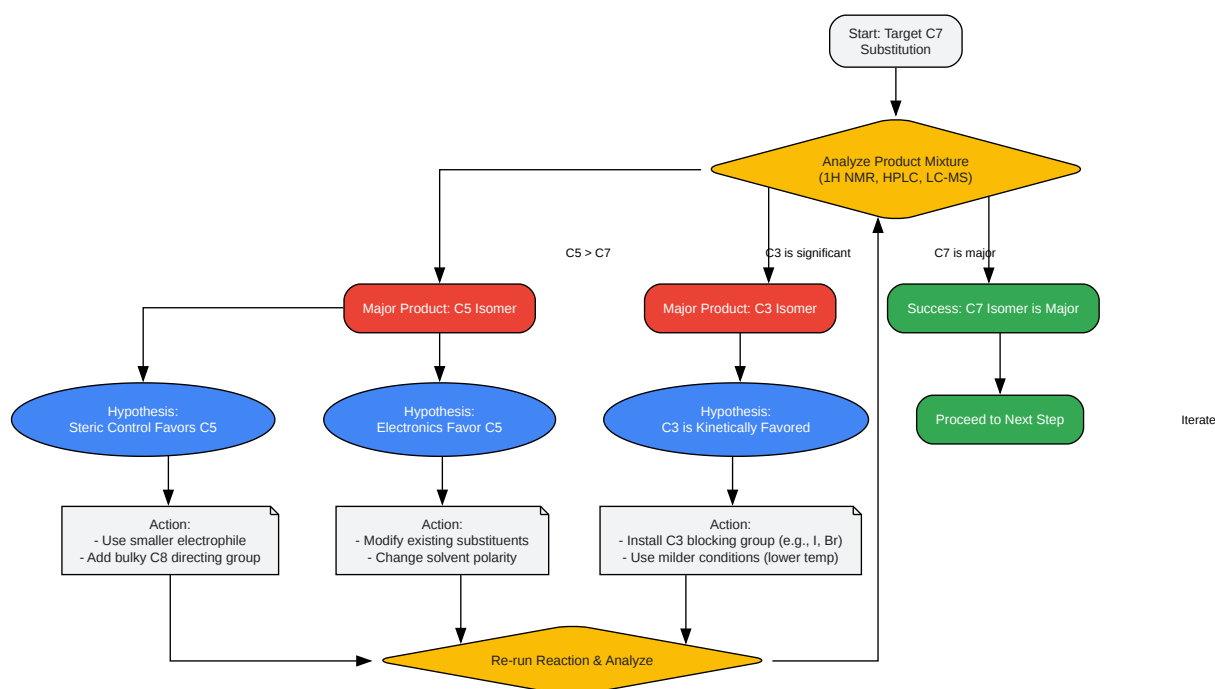 Start: Target C7
Substitution
Analyze Product Mixture
(1H NMR, HPLC, LC-MS)
C5 > C7
C3 is significant
C7 is major
Major Product: C5 Isomer
Major Product: C3 Isomer
Success: C7 Isomer is Major
Hypothesis:
Steric Control Favors C5
Hypothesis:
Electronics Favor C5
Hypothesis:
C3 is Kinetically Favored
Proceed to Next Step
Iterate
Action:
- Use smaller electrophile
- Add bulky C8 directing group
Action:
- Modify existing substituents
- Change solvent polarity
Action:
- Install C3 blocking group (e.g., I, Br)
- Use milder conditions (lower temp)
Re-run Reaction & Analyze